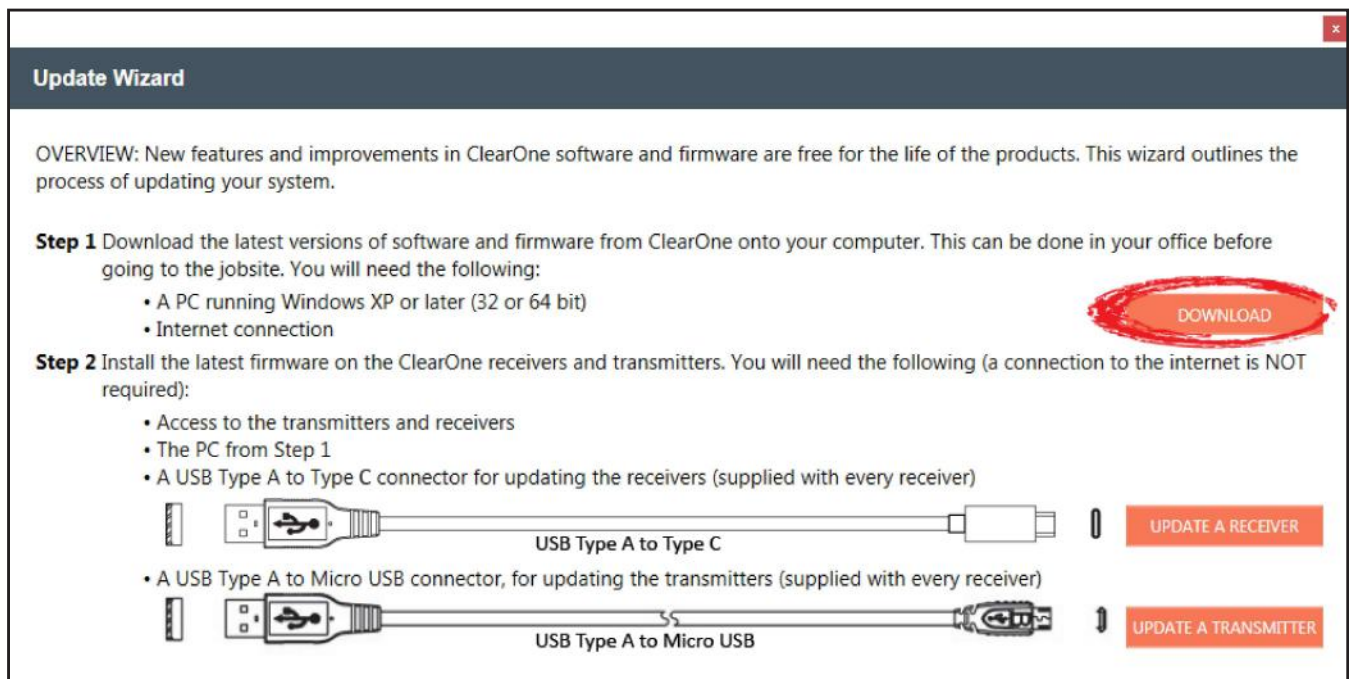 x
Update Wizard
OVERVIEW: New features and improvements in ClearOne software and firmware are free for the life of the products. This wizard outlines the
process of updating your system.
Step 1 Download the latest versions of software and firmware from ClearOne onto your computer. This can be done in your office before
going to the jobsite. You will need the following:
• A PC running Windows XP or later (32 or 64 bit)
• Internet connection
DOWNLOAD
Step 2 Install the latest firmware on the ClearOne receivers and transmitters. You will need the following (a connection to the internet is NOT
required):
• Access to the transmitters and receivers
• The PC from Step 1
• A USB Type A to Type C connector for updating the receivers (supplied with every receiver)
USB Type A to Type C
UPDATE A RECEIVER
• A USB Type A to Micro USB connector, for updating the transmitters (supplied with every receiver)
USB Type A to Micro USB
UPDATE A TRANSMITTER